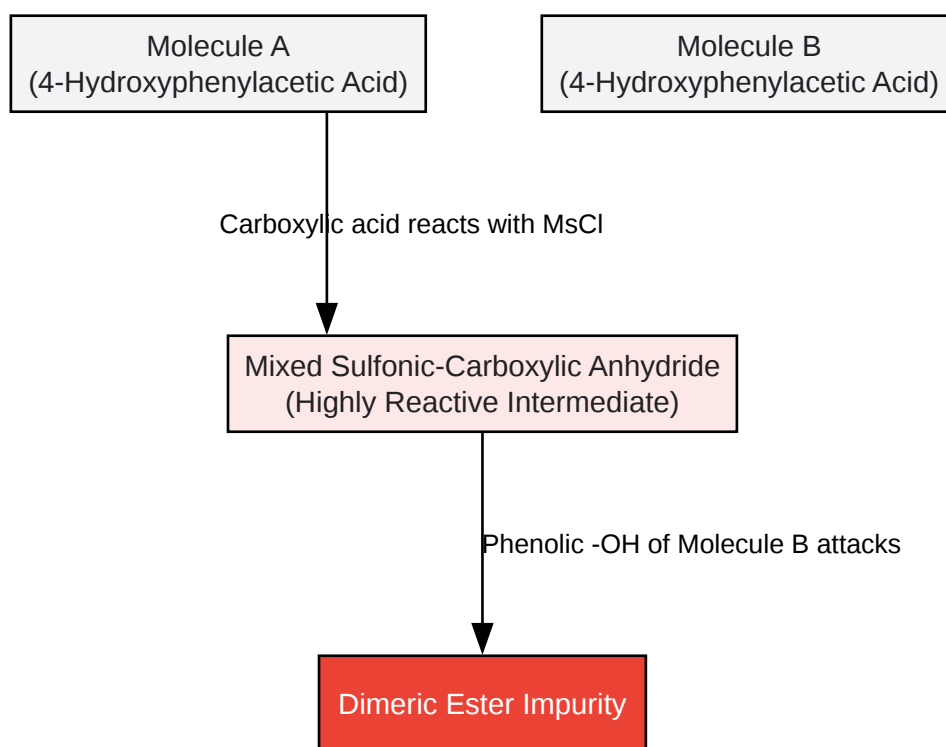 Molecule A
(4-Hydroxyphenylacetic Acid)
Molecule B
(4-Hydroxyphenylacetic Acid)
Carboxylic acid reacts with MsCl
Mixed Sulfonic-Carboxylic Anhydride
(Highly Reactive Intermediate)
Phenolic -OH of Molecule B attacks
Dimeric Ester Impurity